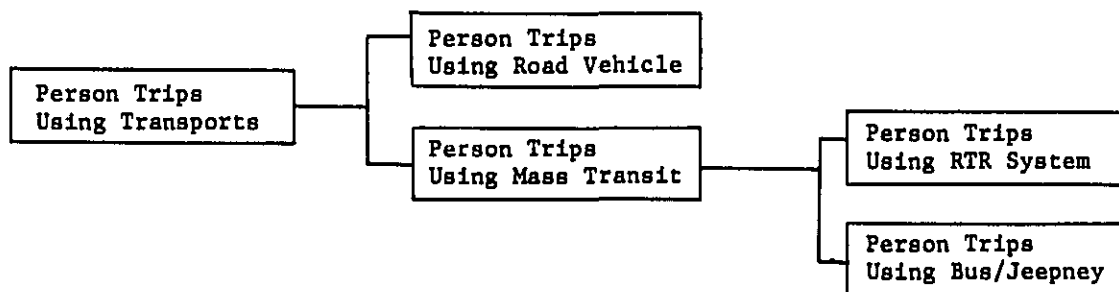 Person Trips
Using Road Vehicle
Person Trips
Using Transports
Person Trips
Using Mass Transit
Person Trips
Using RTR System
Person Trips
Using Bus/Jeepney